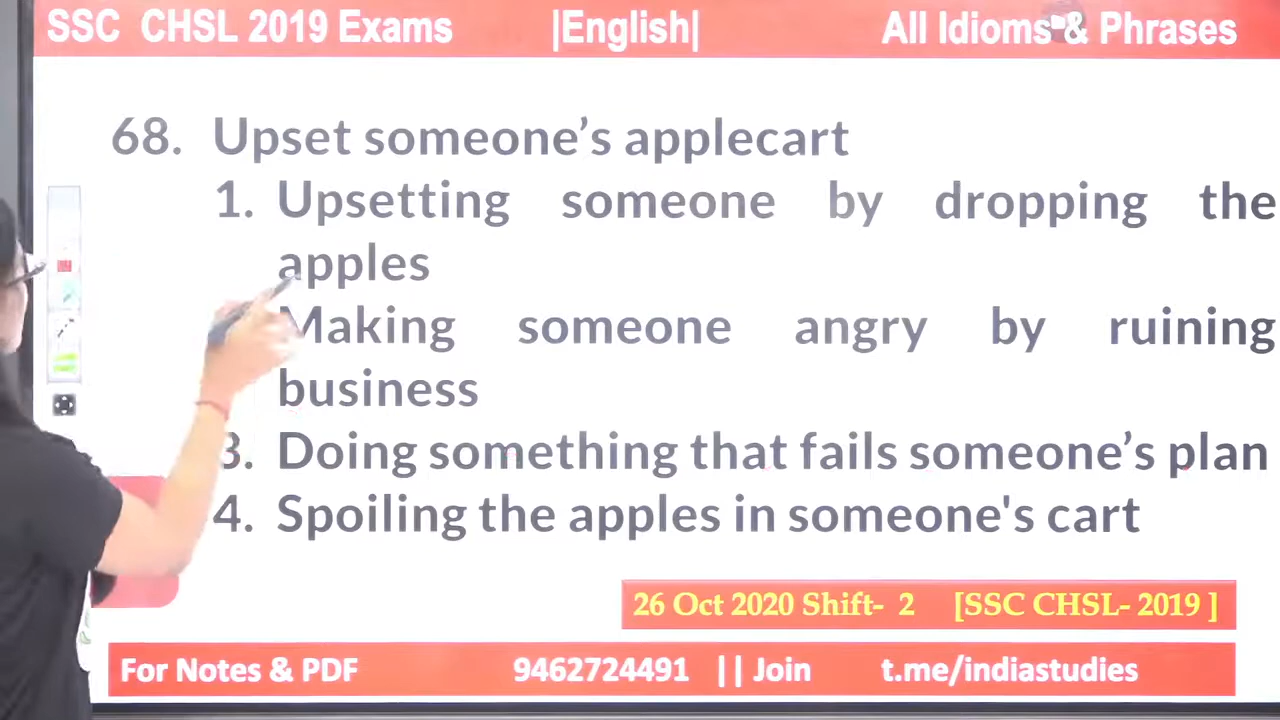 SSC CHSL 2019 Exams |English| All Idioms & Phrases
68. Upset someone’s applecart
1. Upsetting someone by dropping the
apples
Making someone angry by ruining
business
3. Doing something that fails someone’s plan
4. Spoiling the apples in someone's cart
26 Oct 2020 Shift- 2 [SSC CHSL- 2019 ]
For Notes & PDF 9462724491 || Join t.me/indiastudies